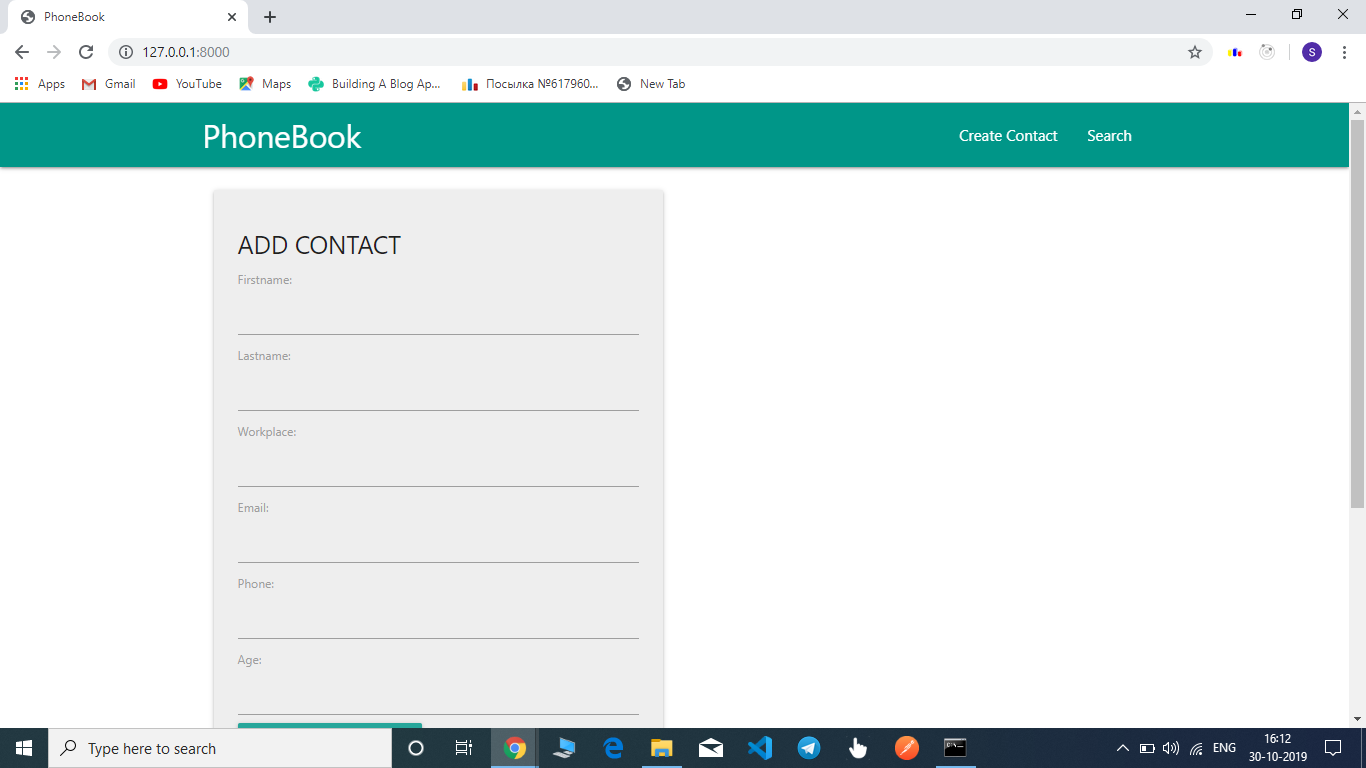 PhoneBook
127.0.0.1:8000
Apps Gmail YouTube Maps Building A Blog Ap... Посылка №617960... New Tab
S
PhoneBook Create Contact Search
ADD CONTACT
Firstname:
Lastname:
Workplace:
Email:
Phone:
Age:
Type here to search
ENG
16:12
30-10-2019